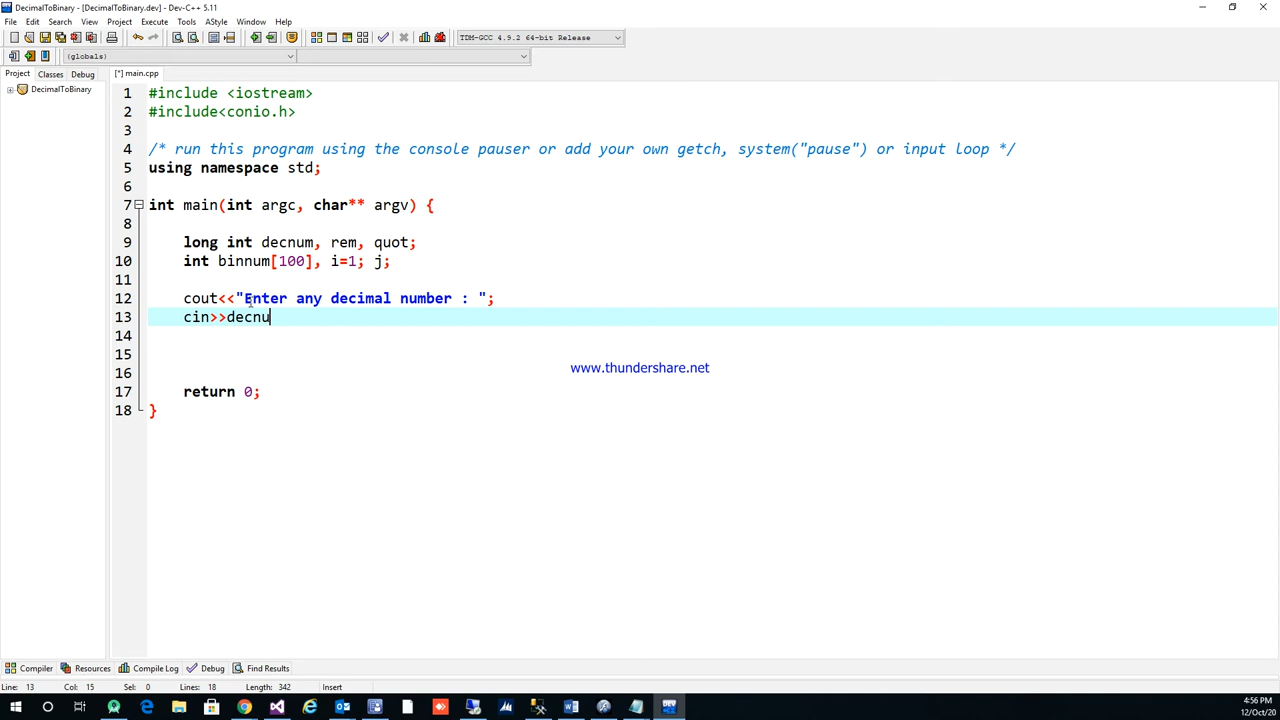 DecimalToBinary - [DecimalToBinary.dev] - Dev-C++ 5.11
File Edit Search View Project Execute Tools AStyle Window Help
TDM-GCC 4.9.2 64-bit Release
(globals)
Project Classes Debug [*] main.cpp
DecimalToBinary
1 #include <iostream>
2 #include<conio.h>
3
4 /* run this program using the console pauser or add your own getch, system("pause") or input loop */
5 using namespace std;
6
7 int main(int argc, char** argv) {
8
9 long int decnum, rem, quot;
10 int binnum[100], i=1; j;
11
12 cout<<"Enter any decimal number : ";
13 cin>>decnu
14
15
16
www.thundershare.net
17 return 0;
18 }
Compiler Resources Compile Log Debug Find Results
Line: 13 Col: 15 Sel: 0 Lines: 18 Length: 342 Insert
4:56 PM
12/Oct/20